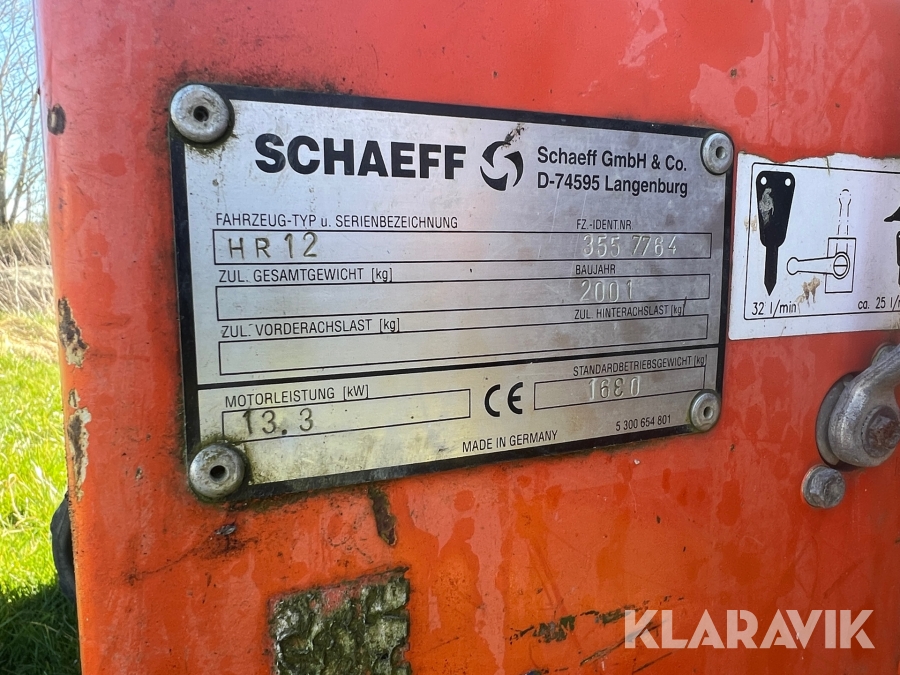 SCHAEFF
Schaeff GmbH & Co.
D-74595 Langenburg
FAHRZEUG-TYP u. SERIENBEZEICHNUNG
FZ.-IDENT.NR
HR12
355 7764
ZUL. GESAMTGEWICHT [kg]
BAUJAHR
2001
ZUL. VORDERACHSLAST [kg]
ZUL. HINTERACHSLAST [kg]
MOTORLEISTUNG [kW]
STANDARDBETRIEBSGEWICHT [kg]
13.3
CE
1680
5 300 654 801
MADE IN GERMANY
32 l/min
ca. 25 l/
KLARAVIK